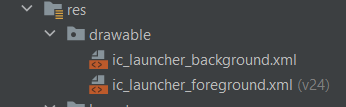 res
drawable
ic_launcher_background.xml
ic_launcher_foreground.xml (v24)